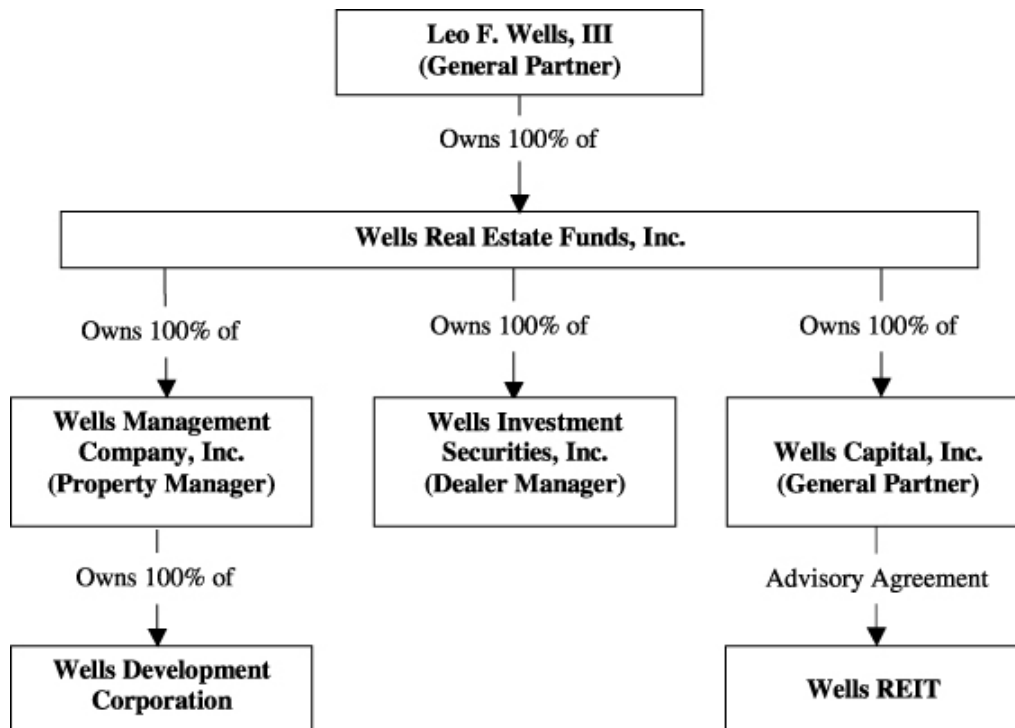 Leo F. Wells, III
(General Partner)
Owns 100% of
Wells Real Estate Funds, Inc.
Owns 100% of
Owns 100% of
Owns 100% of
Wells Management
Company, Inc.
(Property Manager)
Wells Investment
Securities, Inc.
(Dealer Manager)
Wells Capital, Inc.
(General Partner)
Owns 100% of
Advisory Agreement
Wells Development
Corporation
Wells REIT